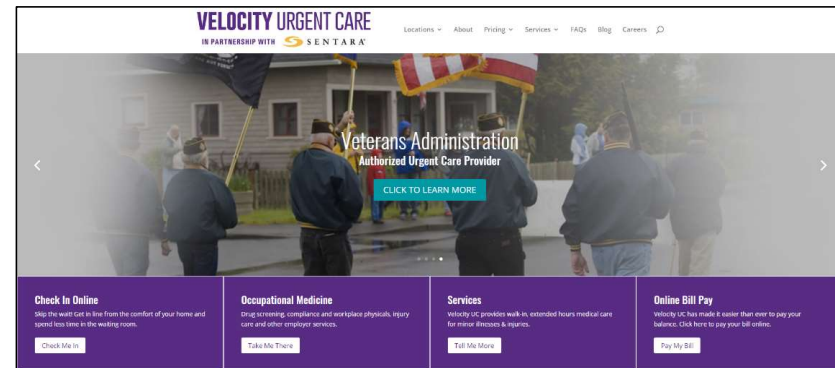 VELOCITY URGENT CARE
IN PARTNERSHIP WITH SENTARA
Locations About Pricing Services FAQs Blog Careers
Veterans Administration
Authorized Urgent Care Provider
CLICK TO LEARN MORE
Check In Online
Skip the wait! Get in line from the comfort of your home and
spend less time in the waiting room.
Check Me In
Occupational Medicine
Drug screening, compliance and workplace physicals, injury
care and other employer services.
Take Me There
Services
Velocity UC provides walk-in, extended hours medical care
for minor illnesses & injuries.
Tell Me More
Online Bill Pay
Velocity UC has made it easier than ever to pay your
balance. Click here to pay your bill online.
Pay My Bill